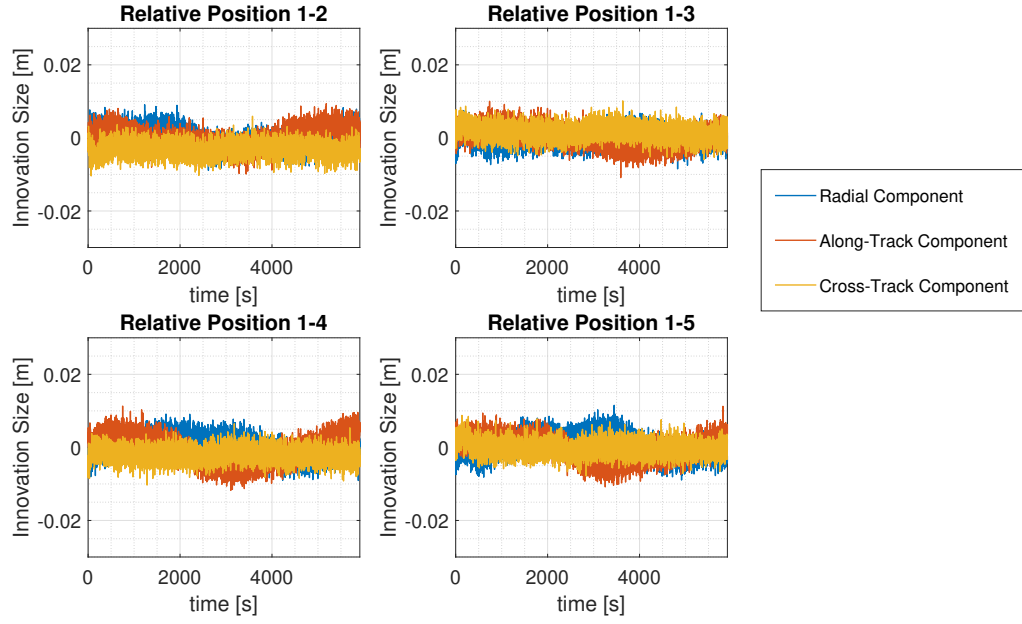 Relative Position 1-2
Innovation Size [m]
0.02
0
-0.02
0
2000
4000
time [s]
Relative Position 1-3
Innovation Size [m]
0.02
0
-0.02
0
2000
4000
time [s]
Radial Component
Along-Track Component
Cross-Track Component
Relative Position 1-4
Innovation Size [m]
0.02
0
-0.02
0
2000
4000
time [s]
Relative Position 1-5
Innovation Size [m]
0.02
0
-0.02
0
2000
4000
time [s]